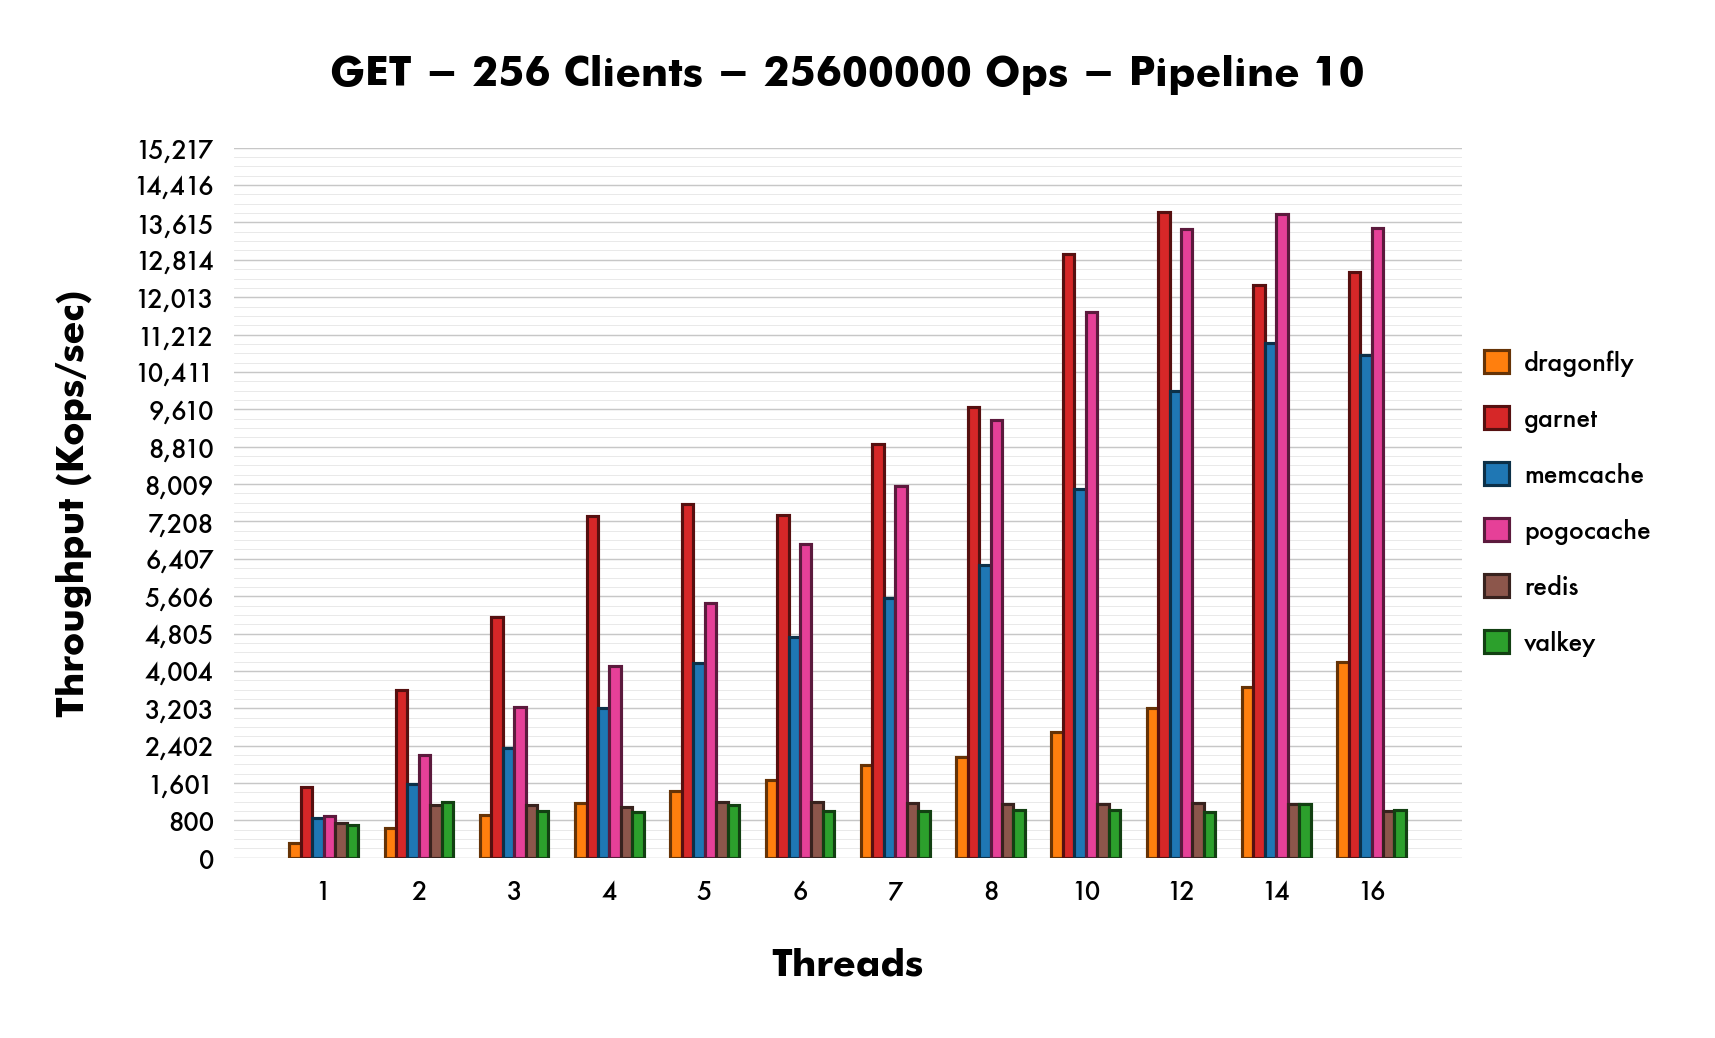 GET – 256 Clients – 25600000 Ops – Pipeline 10
Throughput (Kops/sec)
15,217
14,416
13,615
12,814
12,013
11,212
10,411
9,610
8,810
8,009
7,208
6,407
5,606
4,805
4,004
3,203
2,402
1,601
800
0
1 2 3 4 5 6 7 8 10 12 14 16
Threads
dragonfly
garnet
memcache
pogocache
redis
valkey